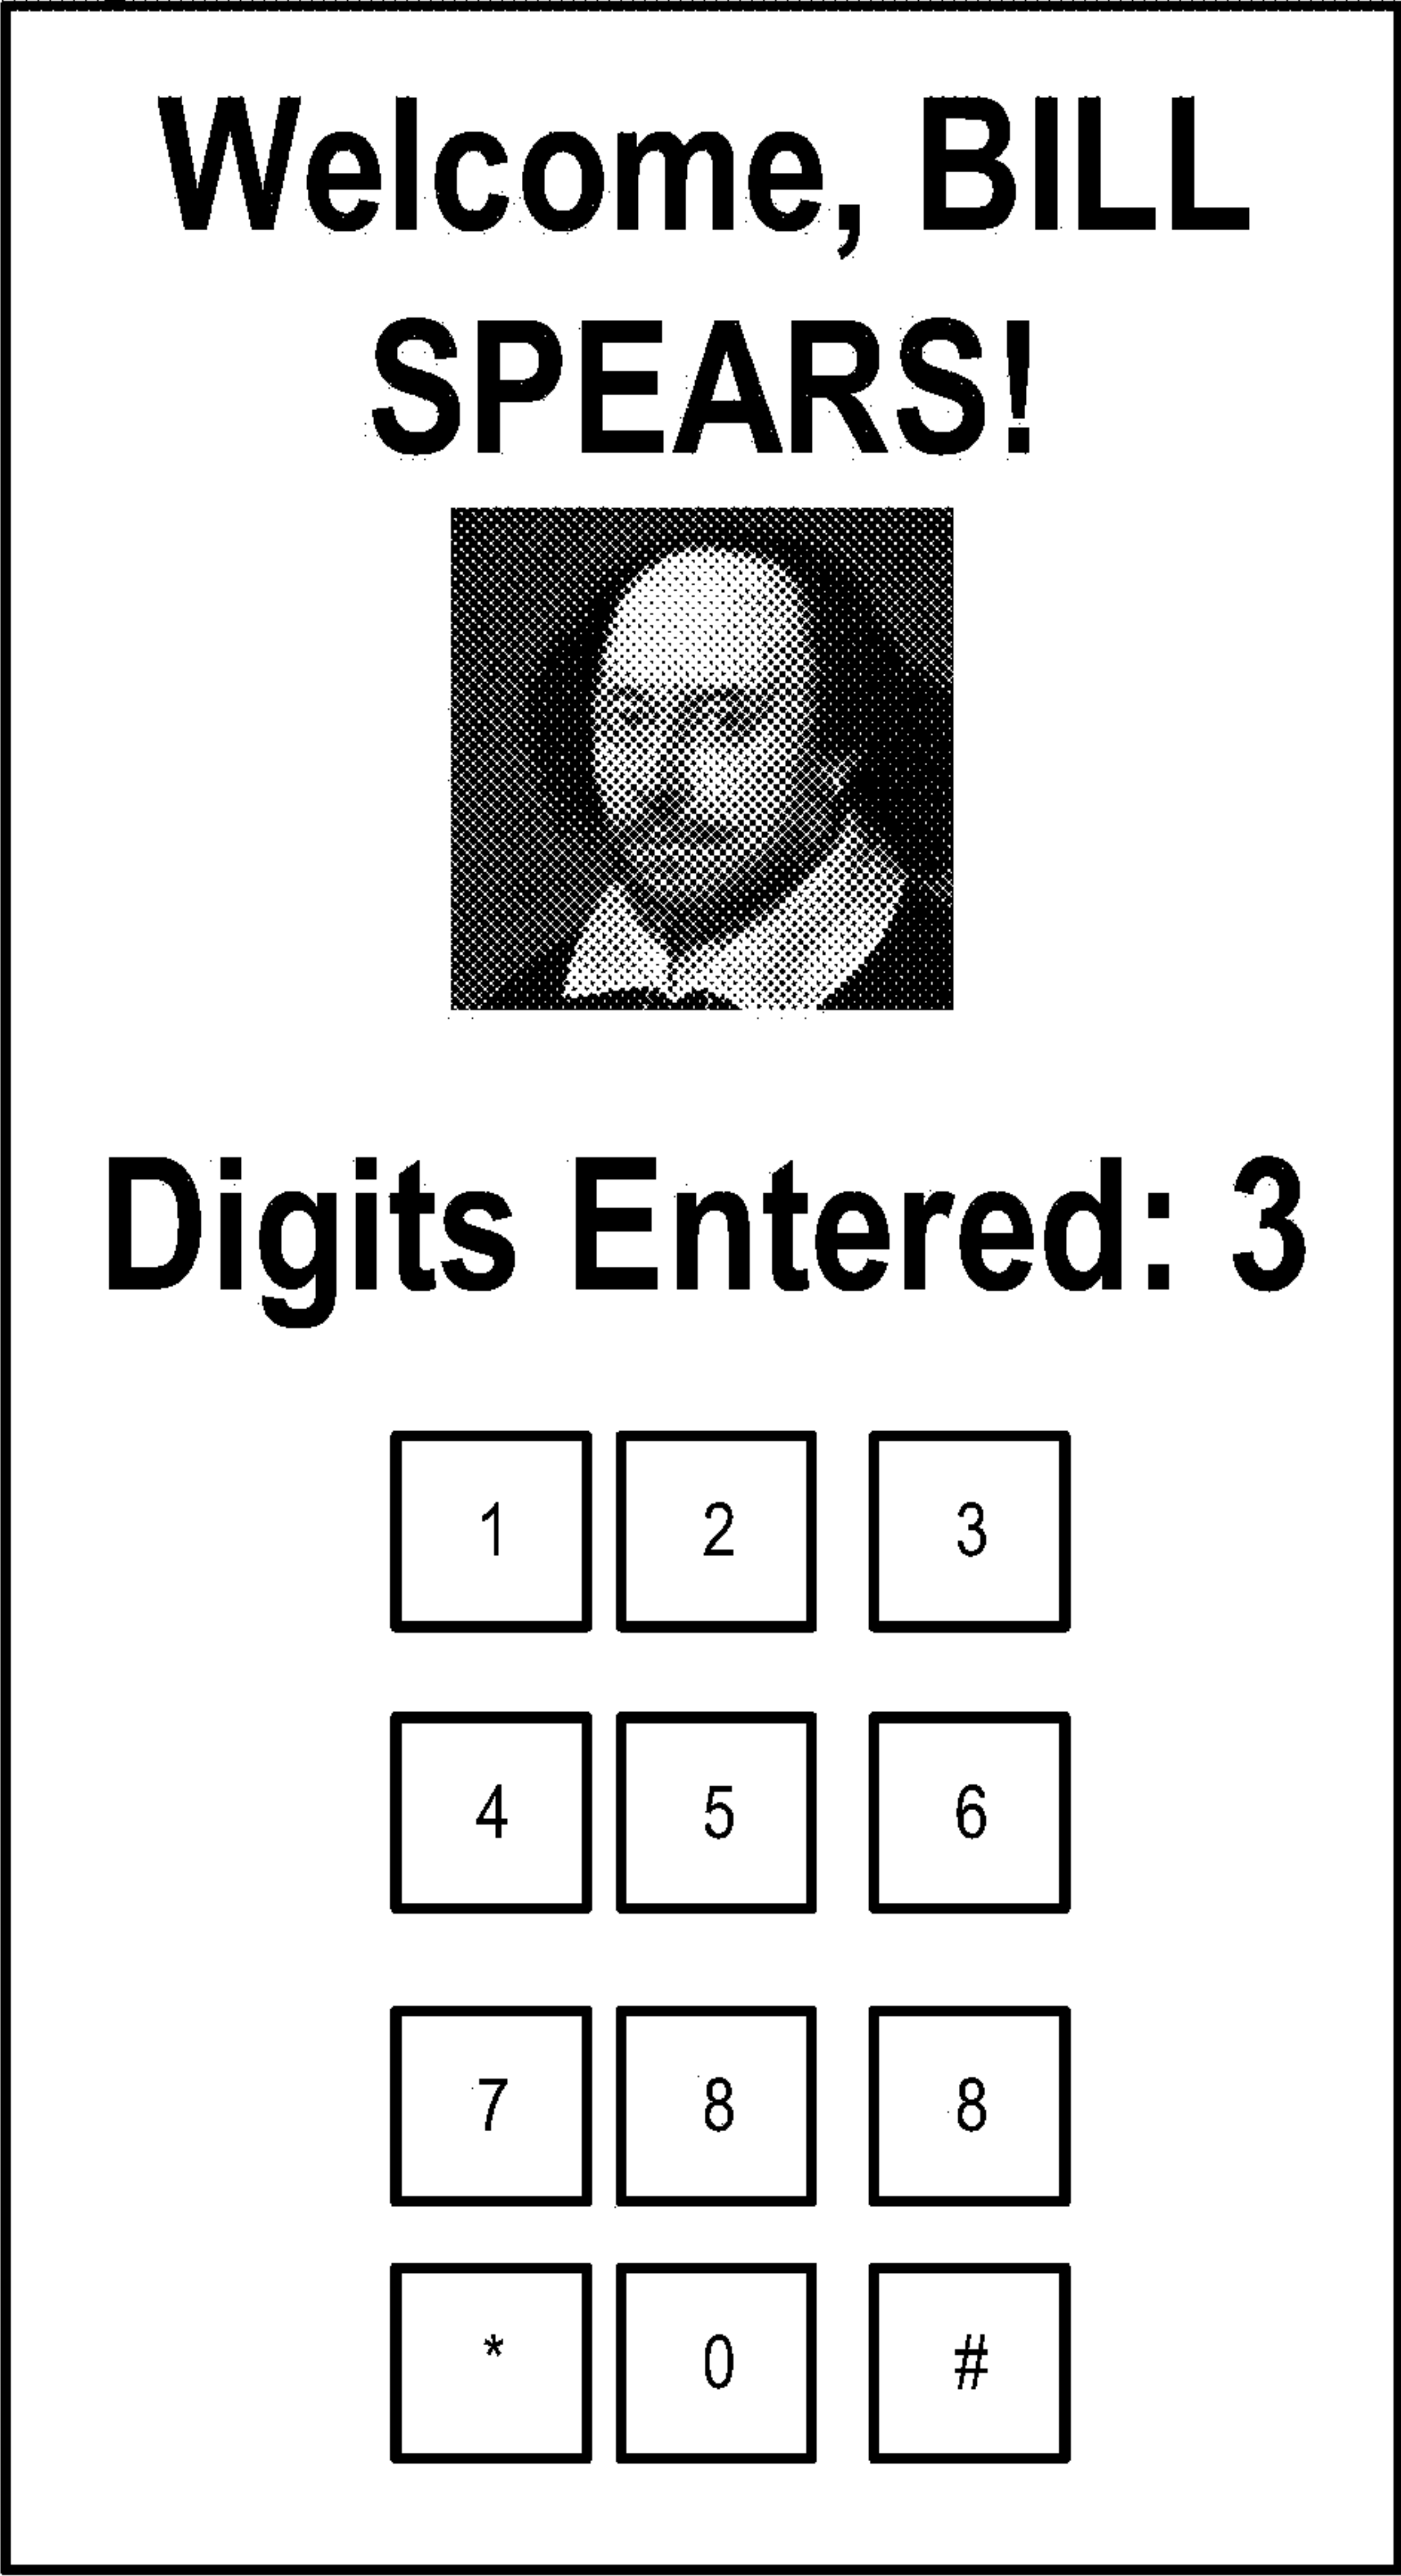 Welcome, BILL
SPEARS!
Digits Entered: 3
1 2 3
4 5 6
7 8 8
* 0 #